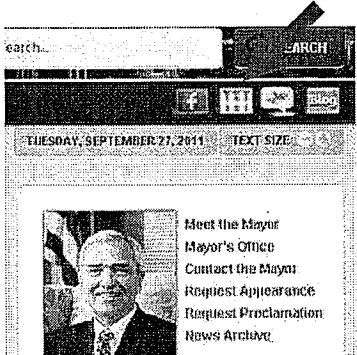 earch...
EARCH
f
Blog
TUESDAY, SEPTEMBER 27, 2011 TEXT SIZE
Meet the Mayor
Mayor's Office
Contact the Mayor
Request Appearance
Request Proclamation
News Archive